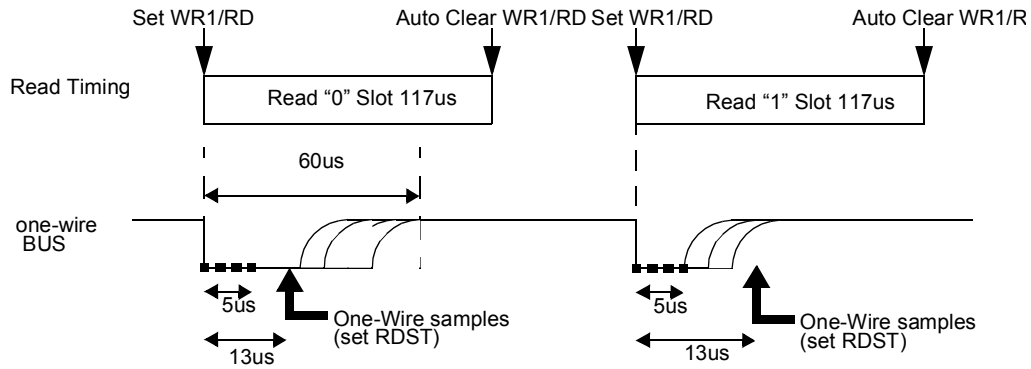 Set WR1/RD
Auto Clear WR1/RD
Set WR1/RD
Auto Clear WR1/R
Read Timing
Read “0” Slot 117us
Read “1” Slot 117us
60us
one-wire
BUS
5us
13us
One-Wire samples
(set RDST)
5us
13us
One-Wire samples
(set RDST)